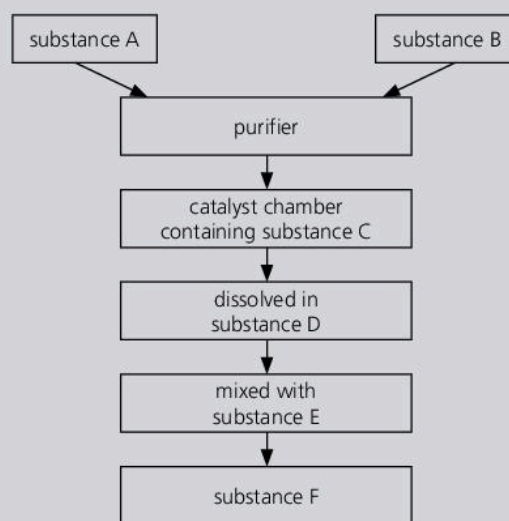 substance A
substance B
purifier
catalyst chamber
containing substance C
dissolved in
substance D
mixed with
substance E
substance F